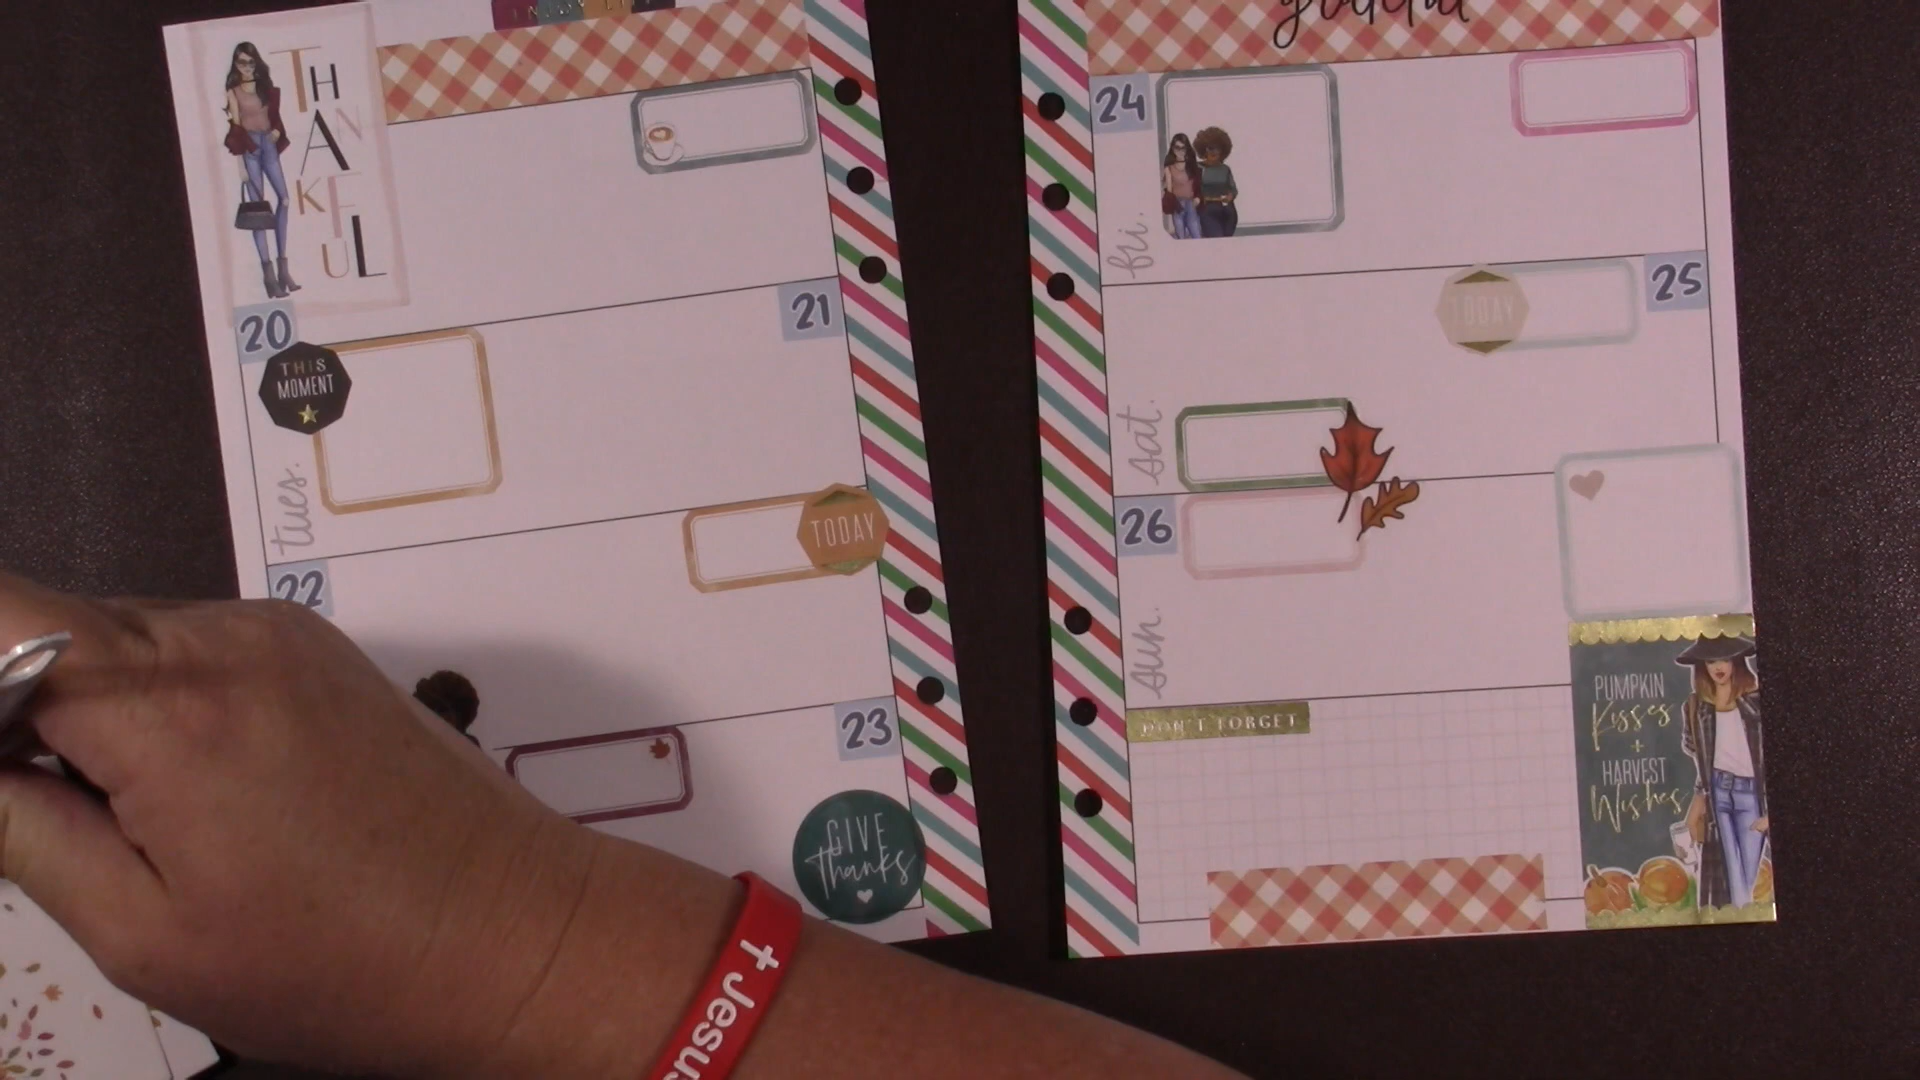 THANKFUL
20
THIS
MOMENT
tues.
21
TODAY
22
23
GIVE
thanks
grateful
24
fri.
TODAY
25
sat.
26
sun.
DON'T FORGET
PUMPKIN
Kisses
+
HARVEST
Wishes
Jesus